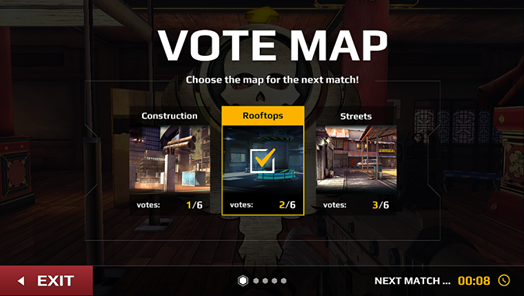 VOTE MAP
Choose the map for the next match!
Construction
Rooftops
Streets
votes: 1/6
votes: 2/6
votes: 3/6
EXIT
NEXT MATCH ... 00:08